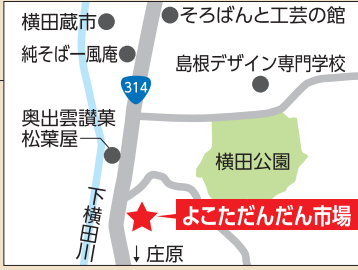 横田蔵市
そろばんと工芸の館
純そば一風庵
島根デザイン専門学校
314
奥出雲讃菓
松葉屋
横田公園
よこただんだん市場
下横田川
↓庄原